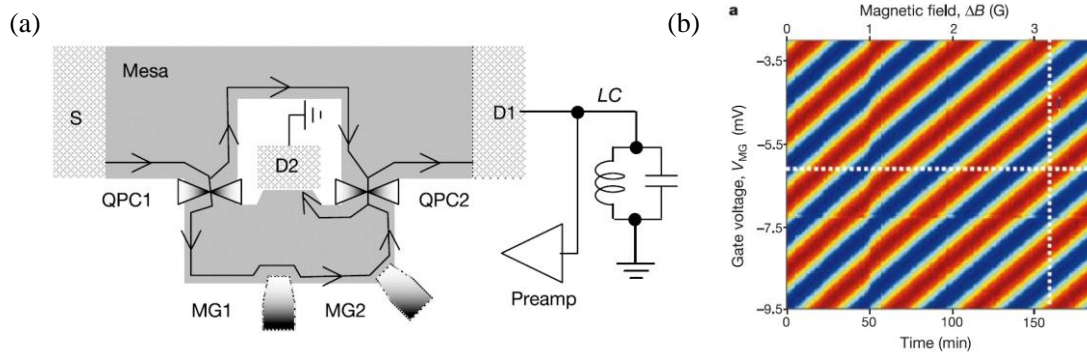 (a)
Mesa
S
D2
D1
LC
QPC1
QPC2
MG1
MG2
Preamp
(b)
a
Magnetic field, ΔB (G)
0 1 2 3
Gate voltage, V_MG (mV)
−3.5
−5.5
−7.5
−9.5
0 50 100 150
Time (min)